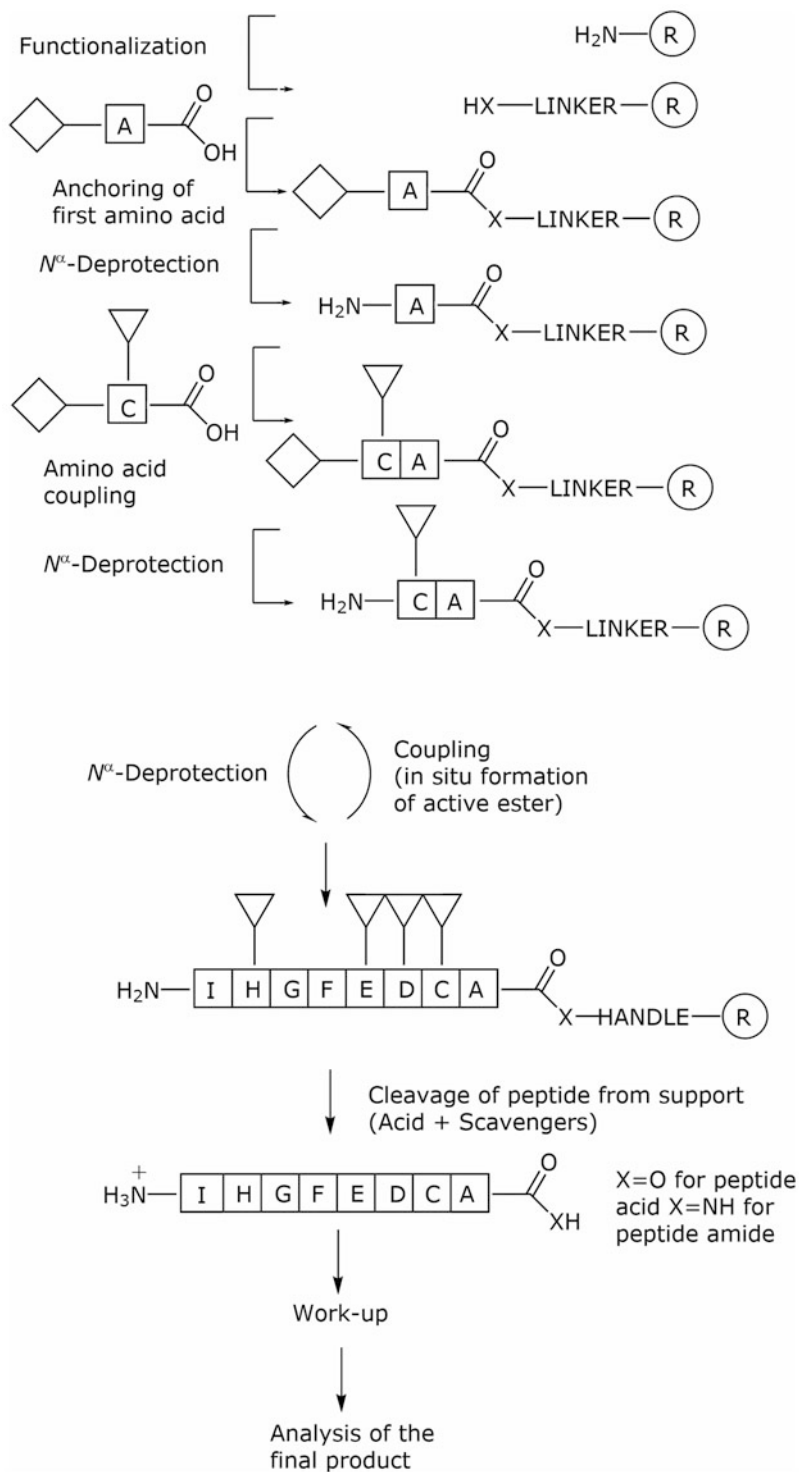 H₂N—R
Functionalization
HX—LINKER—R
A
O
OH
Anchoring of
first amino acid
A
O
X—LINKER—R
Nα-Deprotection
H₂N—A
O
X—LINKER—R
C
O
OH
Amino acid
coupling
C A
O
X—LINKER—R
Nα-Deprotection
H₂N—C A
O
X—LINKER—R
Nα-Deprotection
Coupling
(in situ formation
of active ester)
H₂N—I H G F E D C A
O
X—HANDLE—R
Cleavage of peptide from support
(Acid + Scavengers)
H₃N+—I H G F E D C A
O
XH
X=O for peptide
acid X=NH for
peptide amide
Work-up
Analysis of the
final product